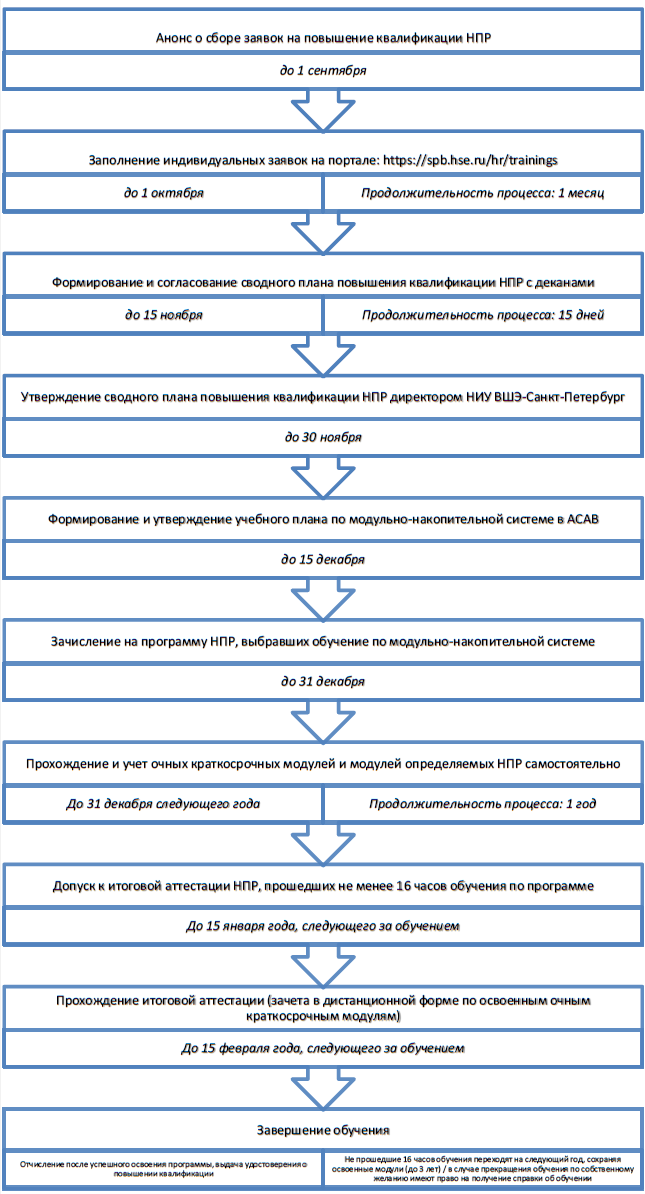 Анонс о сборе заявок на повышение квалификации НПР
до 1 сентября
Заполнение индивидуальных заявок на портале: https://spb.hse.ru/hr/trainings
до 1 октября
Продолжительность процесса: 1 месяц
Формирование и согласование сводного плана повышения квалификации НПР с деканами
до 15 ноября
Продолжительность процесса: 15 дней
Утверждение сводного плана повышения квалификации НПР директором НИУ ВШЭ-Санкт-Петербург
до 30 ноября
Формирование и утверждение учебного плана по модульно-накопительной системе в АСАВ
до 15 декабря
Зачисление на программу НПР, выбравших обучение по модульно-накопительной системе
до 31 декабря
Прохождение и учет очных краткосрочных модулей и модулей определяемых НПР самостоятельно
До 31 декабря следующего года
Продолжительность процесса: 1 год
Допуск к итоговой аттестации НПР, прошедших не менее 16 часов обучения по программе
До 15 января года, следующего за обучением
Прохождение итоговой аттестации (зачета в дистанционной форме по освоенным очным
краткосрочным модулям)
До 15 февраля года, следующего за обучением
Завершение обучения
Отчисление после успешного освоения программы, выдача удостоверения о
повышении квалификации
Не прошедшие 16 часов обучения переходят на следующий год, сохраняя
освоенные модули (до 3 лет) / в случае прекращения обучения по собственному
желанию имеют право на получение справки об обучении